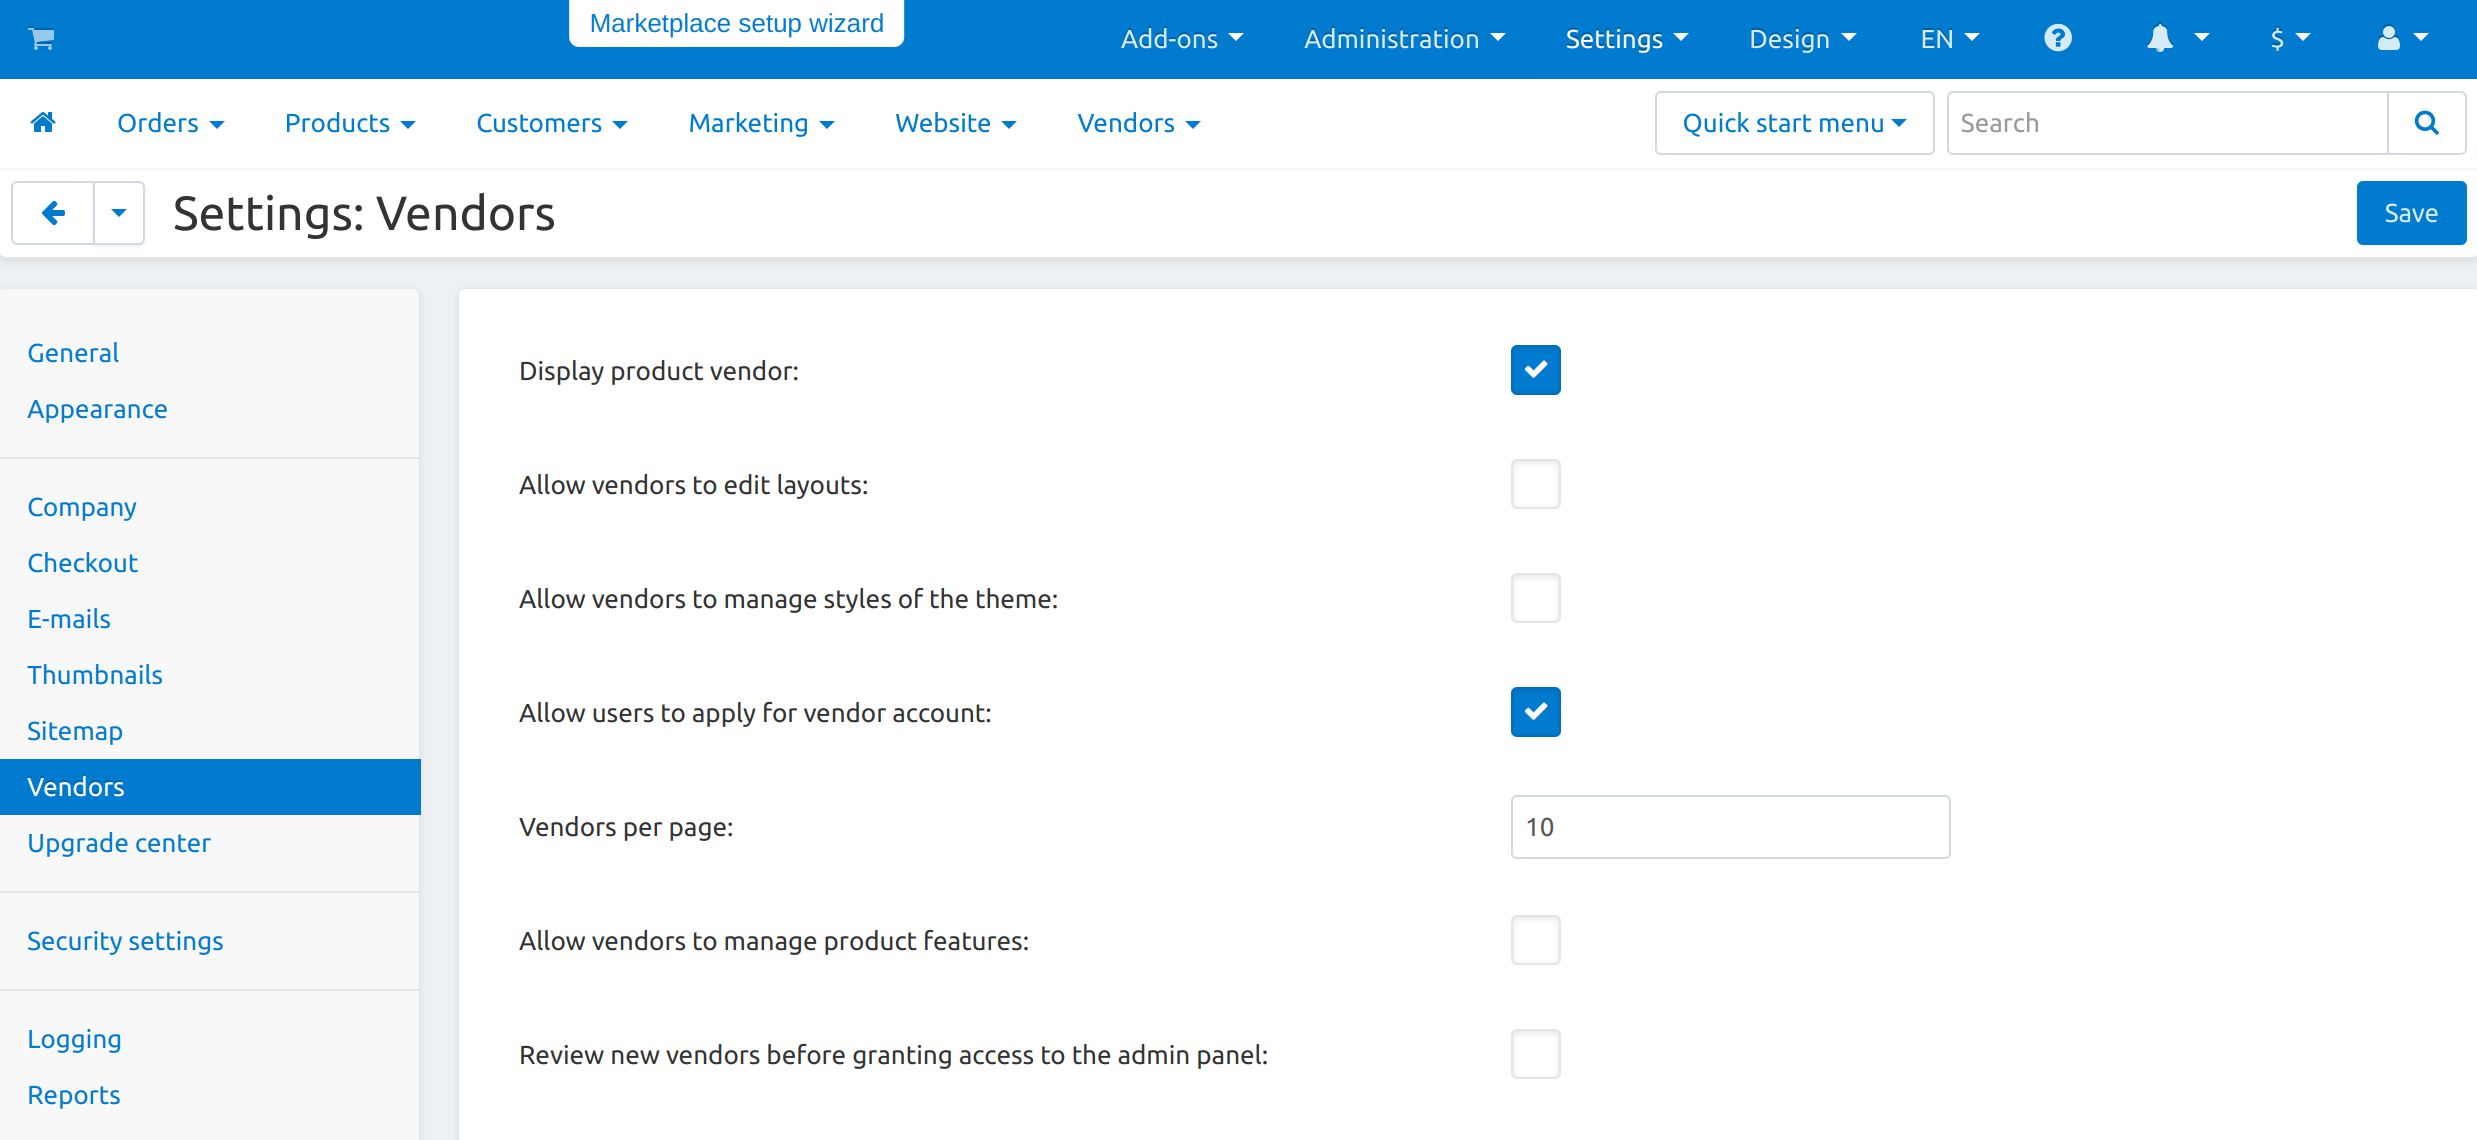 Marketplace setup wizard
Add-ons Administration Settings Design EN $
Orders Products Customers Marketing Website Vendors Quick start menu Search
Settings: Vendors Save
General
Appearance
Company
Checkout
E-mails
Thumbnails
Sitemap
Vendors
Upgrade center
Security settings
Logging
Reports
Display product vendor:
Allow vendors to edit layouts:
Allow vendors to manage styles of the theme:
Allow users to apply for vendor account:
Vendors per page: 10
Allow vendors to manage product features:
Review new vendors before granting access to the admin panel: